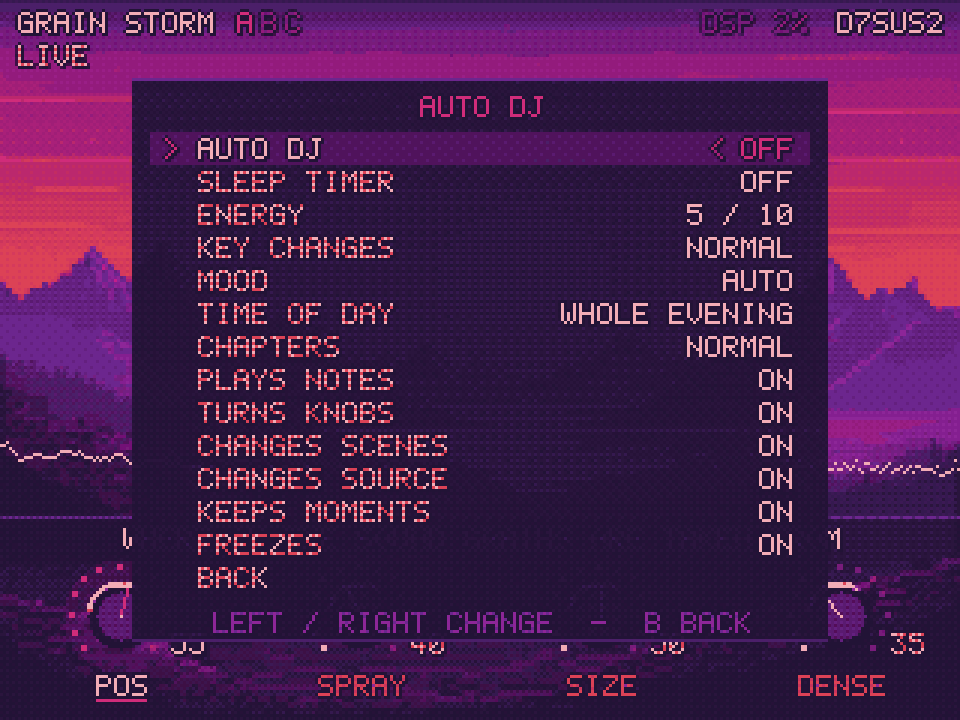 GRAIN STORM ABC DSP 2% D7SUS2
LIVE
AUTO DJ
> AUTO DJ < OFF
SLEEP TIMER OFF
ENERGY 5 / 10
KEY CHANGES NORMAL
MOOD AUTO
TIME OF DAY WHOLE EVENING
CHAPTERS NORMAL
PLAYS NOTES ON
TURNS KNOBS ON
CHANGES SCENES ON
CHANGES SOURCE ON
KEEPS MOMENTS ON
FREEZES ON
BACK
LEFT / RIGHT CHANGE - B BACK
35
POS SPRAY SIZE DENSE